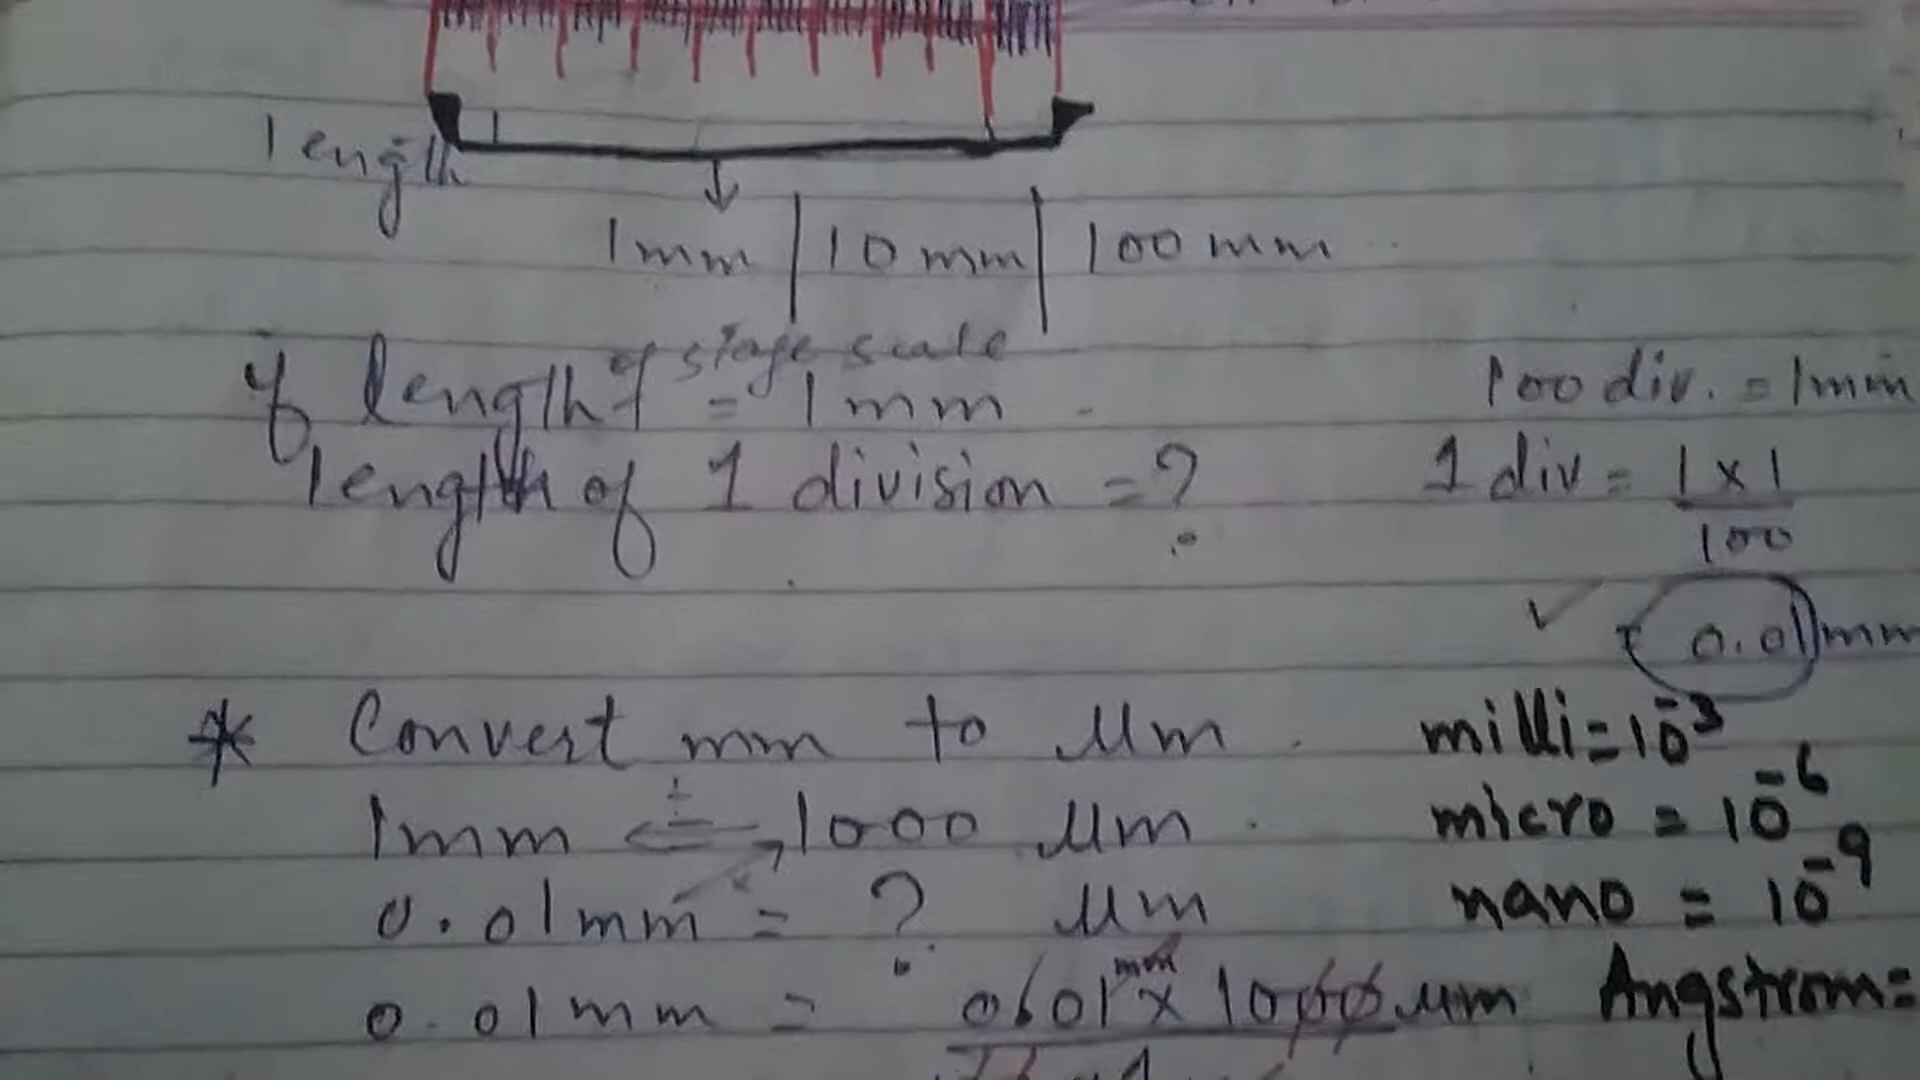 length
1mm | 10 mm | 100 mm
of stage scale
if length = 1mm
100 div. = 1mm
length of 1 division = ?
1 div = 1 x 1
100
✓ = 0.01 mm
* Convert mm to µm.
milli = 10-3
1mm ÷ 1000 µm.
micro = 10-6
0.01mm = ? µm
nano = 10-9
mm
0.01mm = 0.01 x 1000 µm
Angstrom =